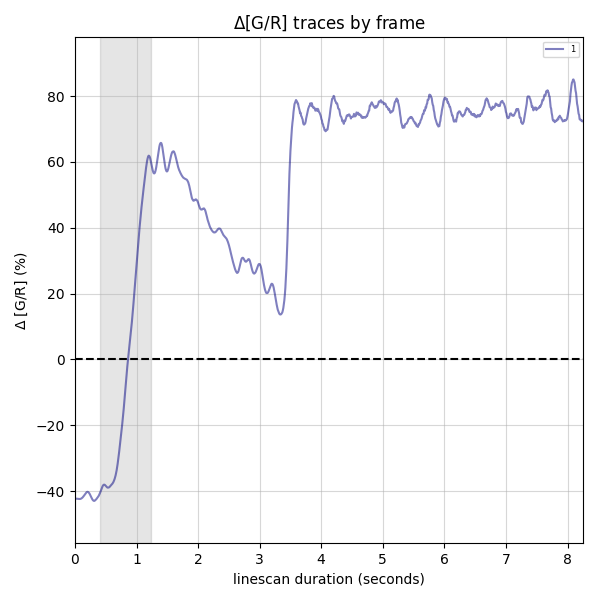 Δ[G/R] traces by frame
1
Δ [G/R] (%)
80
60
40
20
0
−20
−40
0 1 2 3 4 5 6 7 8
linescan duration (seconds)